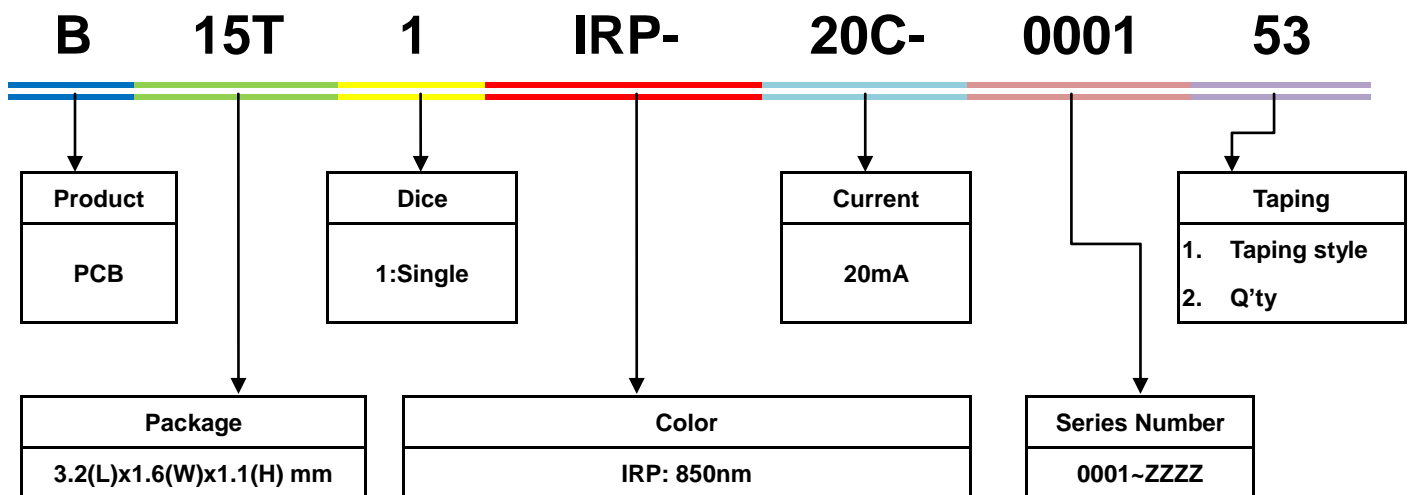 B 15T 1 IRP- 20C- 0001 53
Product
PCB
Dice
1:Single
Current
20mA
Taping
1. Taping style
2. Q’ty
Package
3.2(L)x1.6(W)x1.1(H) mm
Color
IRP: 850nm
Series Number
0001~ZZZZ